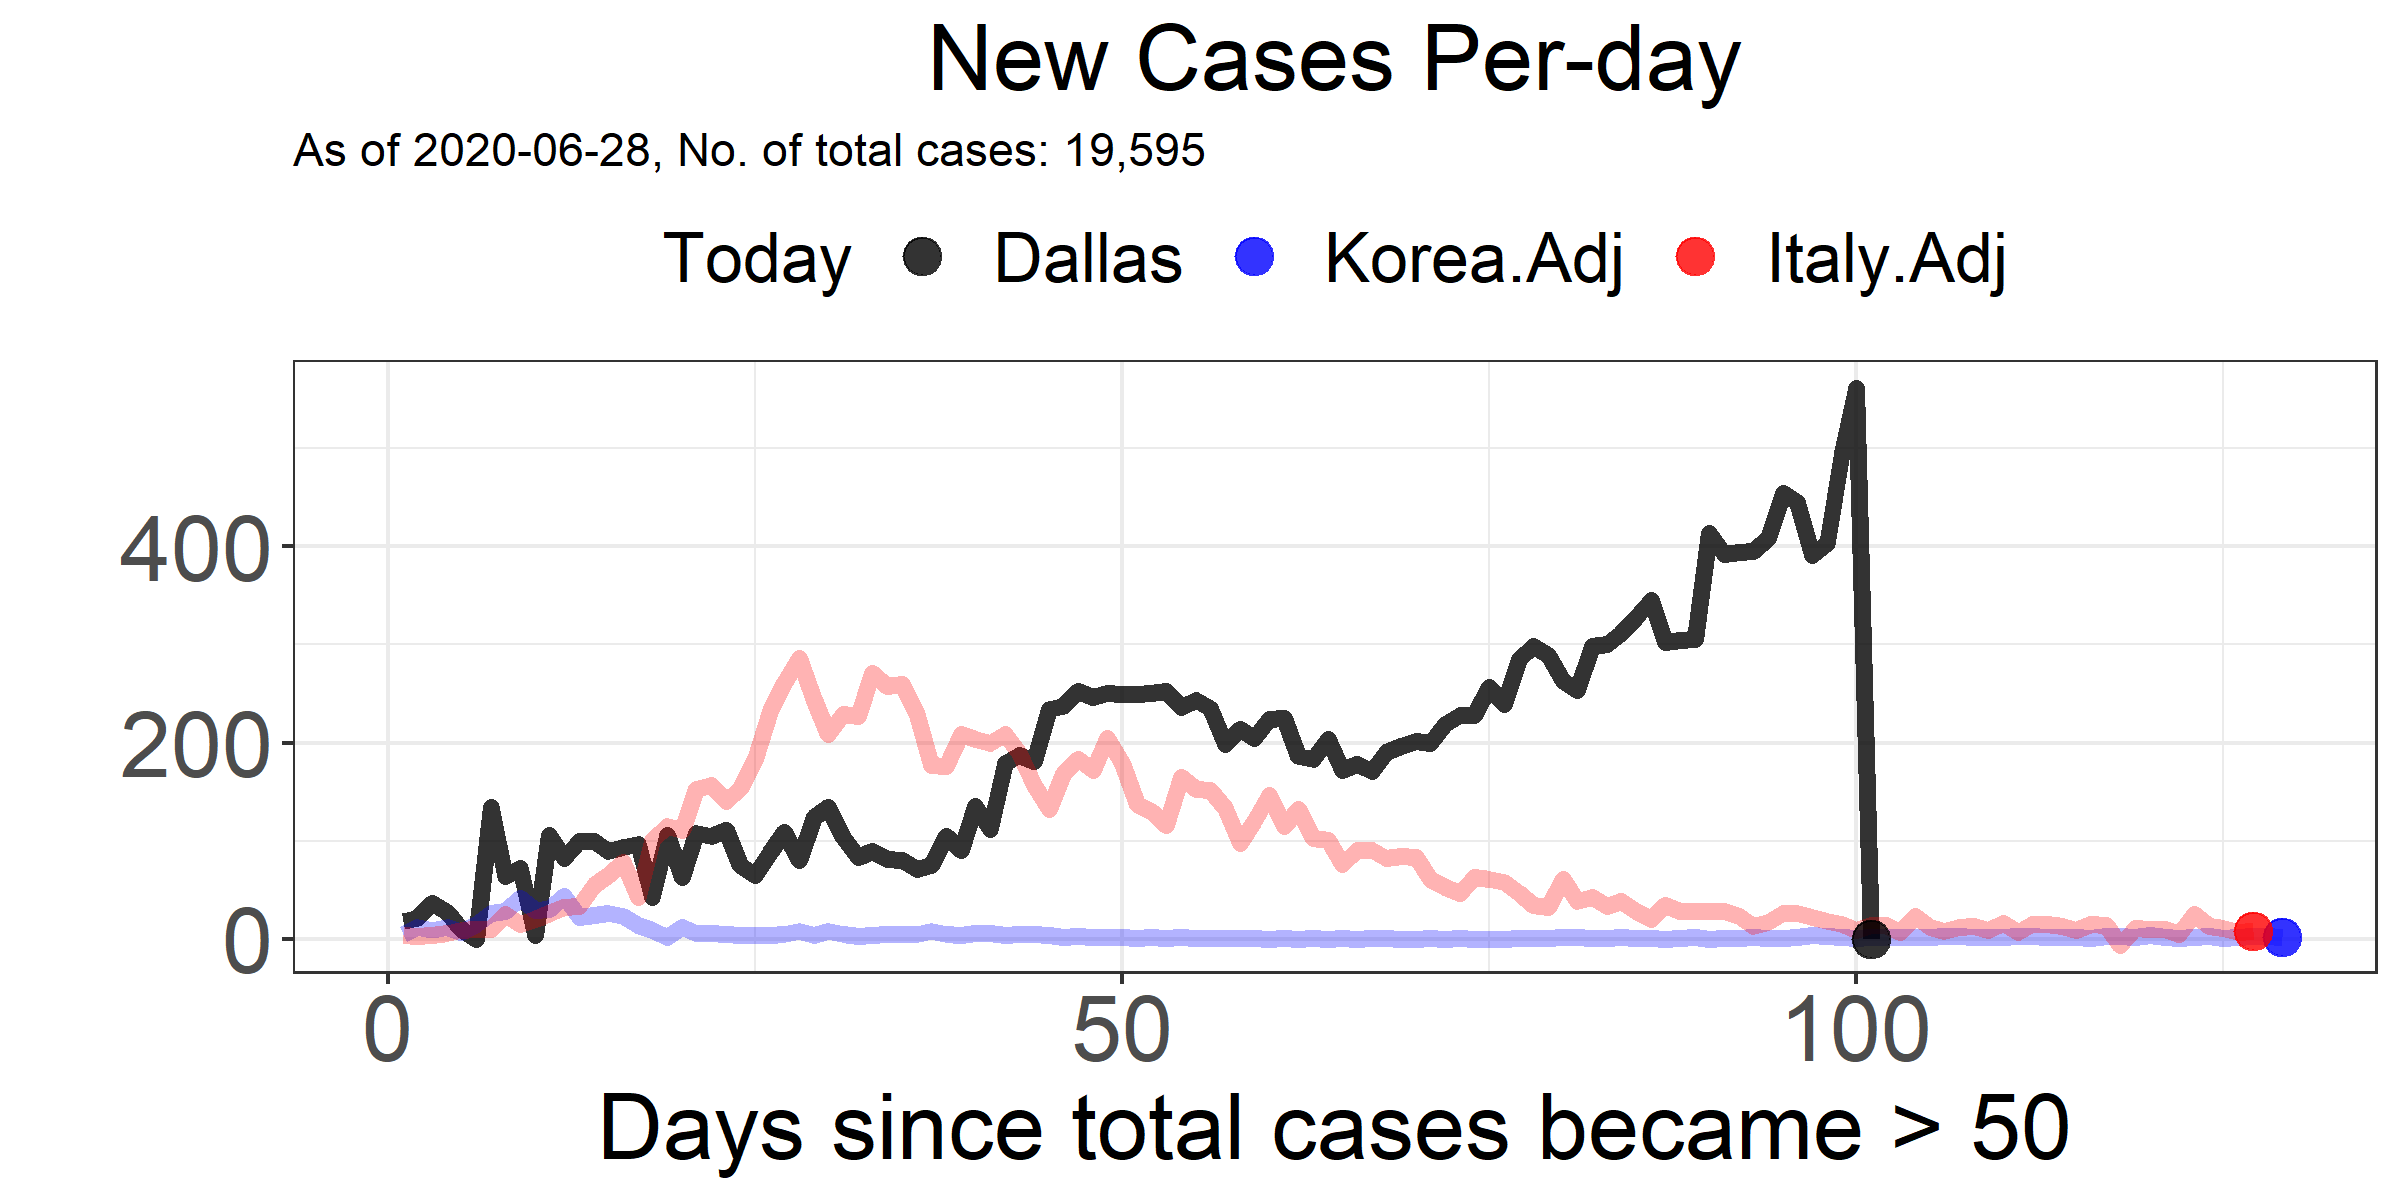 New Cases Per-day
As of 2020-06-28, No. of total cases: 19,595
Today Dallas Korea.Adj Italy.Adj
400
200
0
0 50 100
Days since total cases became > 50